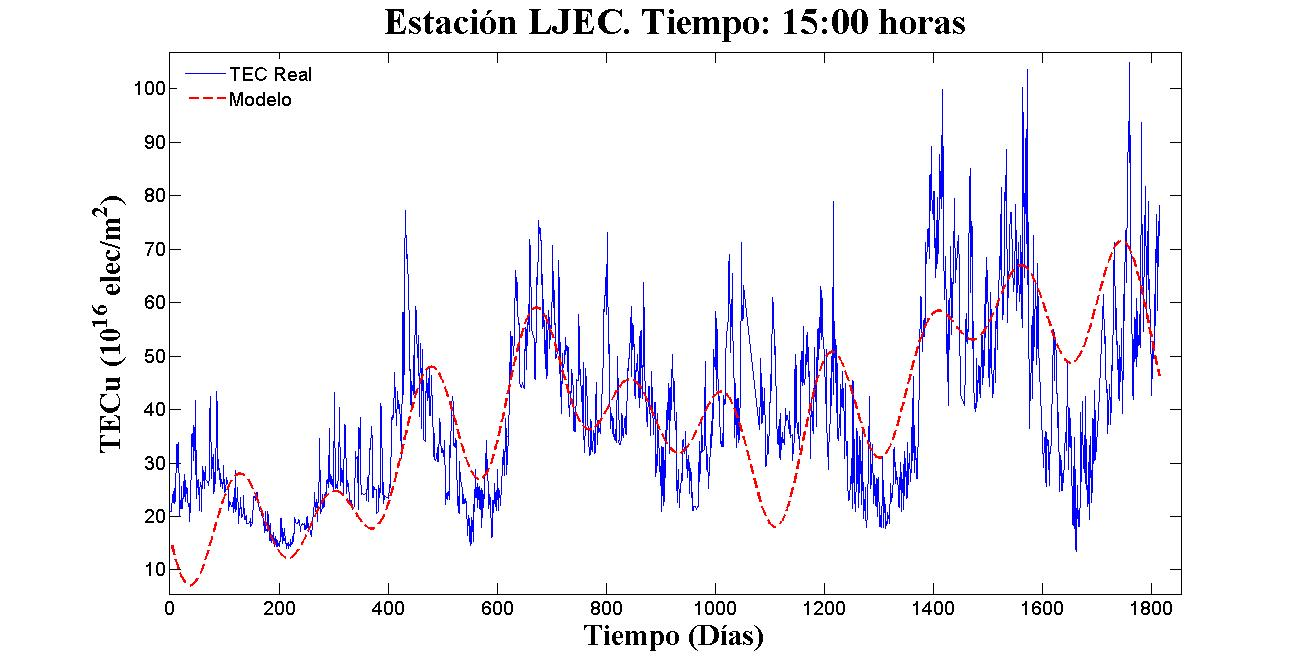 Estación LJEC. Tiempo: 15:00 horas
TEC Real
Modelo
TECu (10^16 elec/m^2)
100
90
80
70
60
50
40
30
20
10
0 200 400 600 800 1000 1200 1400 1600 1800
Tiempo (Días)